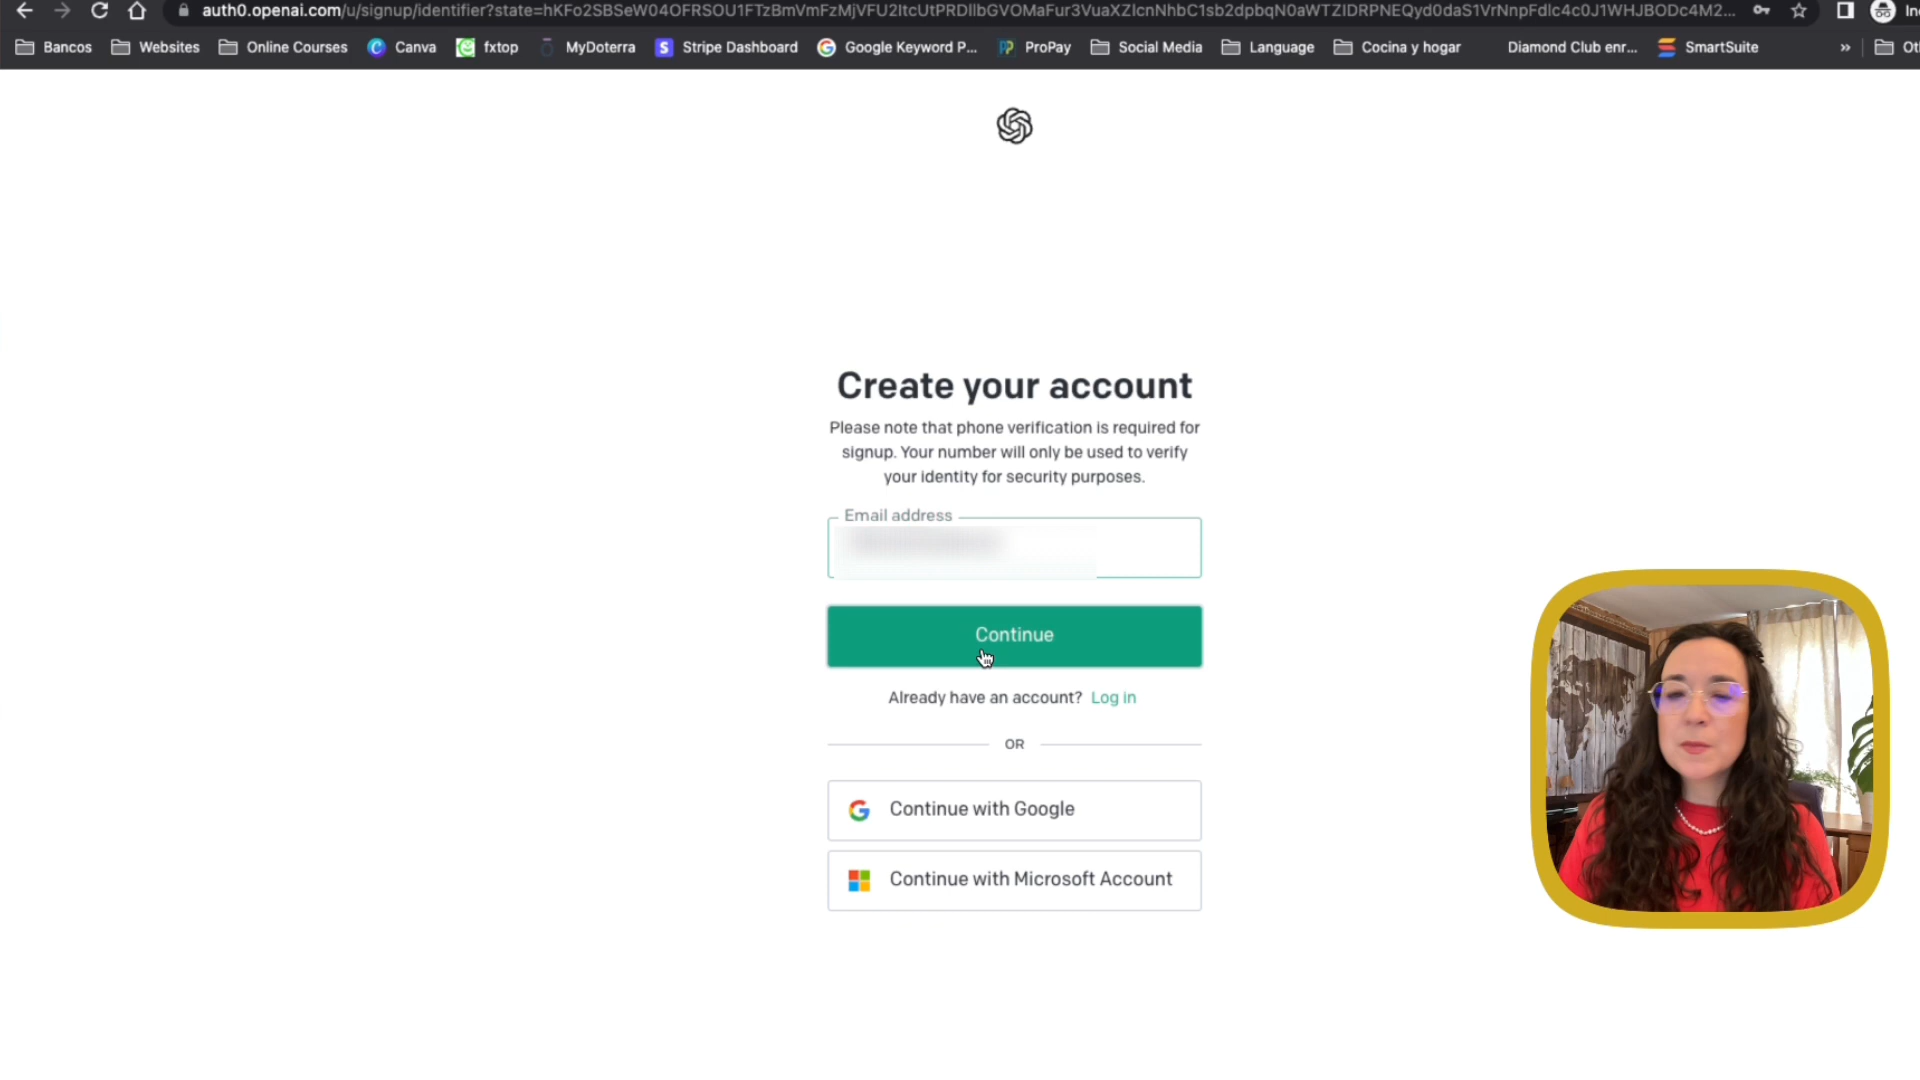 auth0.openai.com/u/signup/identifier?state=
Bancos Websites Online Courses Canva fxtop MyDoterra Stripe Dashboard Google Keyword P... ProPay Social Media Language Cocina y hogar Diamond Club enr... SmartSuite »
Create your account
Please note that phone verification is required for
signup. Your number will only be used to verify
your identity for security purposes.
Email address
Continue
Already have an account? Log in
OR
Continue with Google
Continue with Microsoft Account